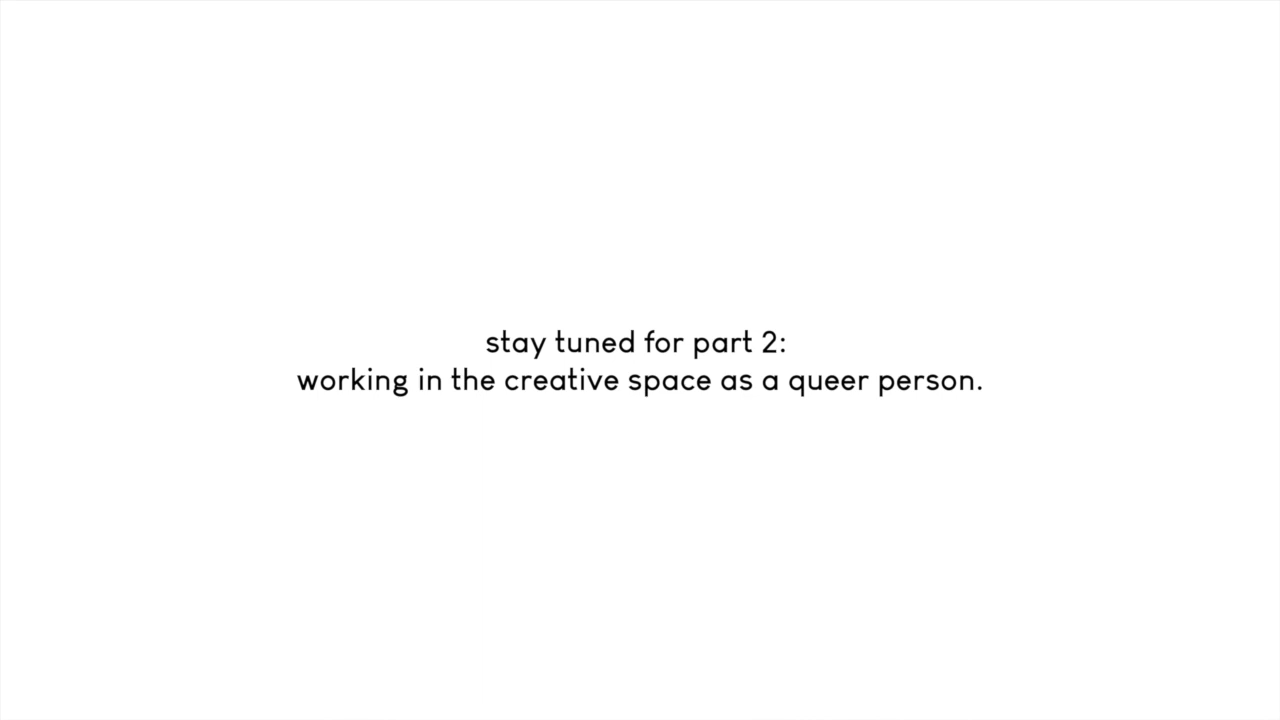 stay tuned for part 2:
working in the creative space as a queer person.